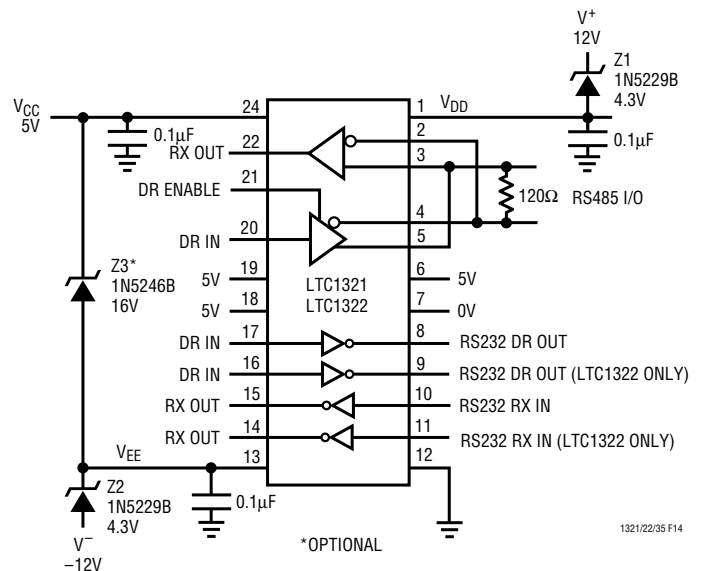 V+
12V
Z1
1N5229B
4.3V
VCC
5V
24
1
VDD
0.1µF
0.1µF
2
RX OUT
22
3
21
DR ENABLE
120Ω
RS485 I/O
4
DR IN
20
5
Z3*
1N5246B
16V
5V
19
LTC1321
LTC1322
6
5V
5V
18
7
0V
DR IN
17
8
RS232 DR OUT
DR IN
16
9
RS232 DR OUT (LTC1322 ONLY)
RX OUT
15
10
RS232 RX IN
RX OUT
14
11
RS232 RX IN (LTC1322 ONLY)
VEE
13
12
Z2
1N5229B
4.3V
0.1µF
V−
−12V
*OPTIONAL
1321/22/35 F14